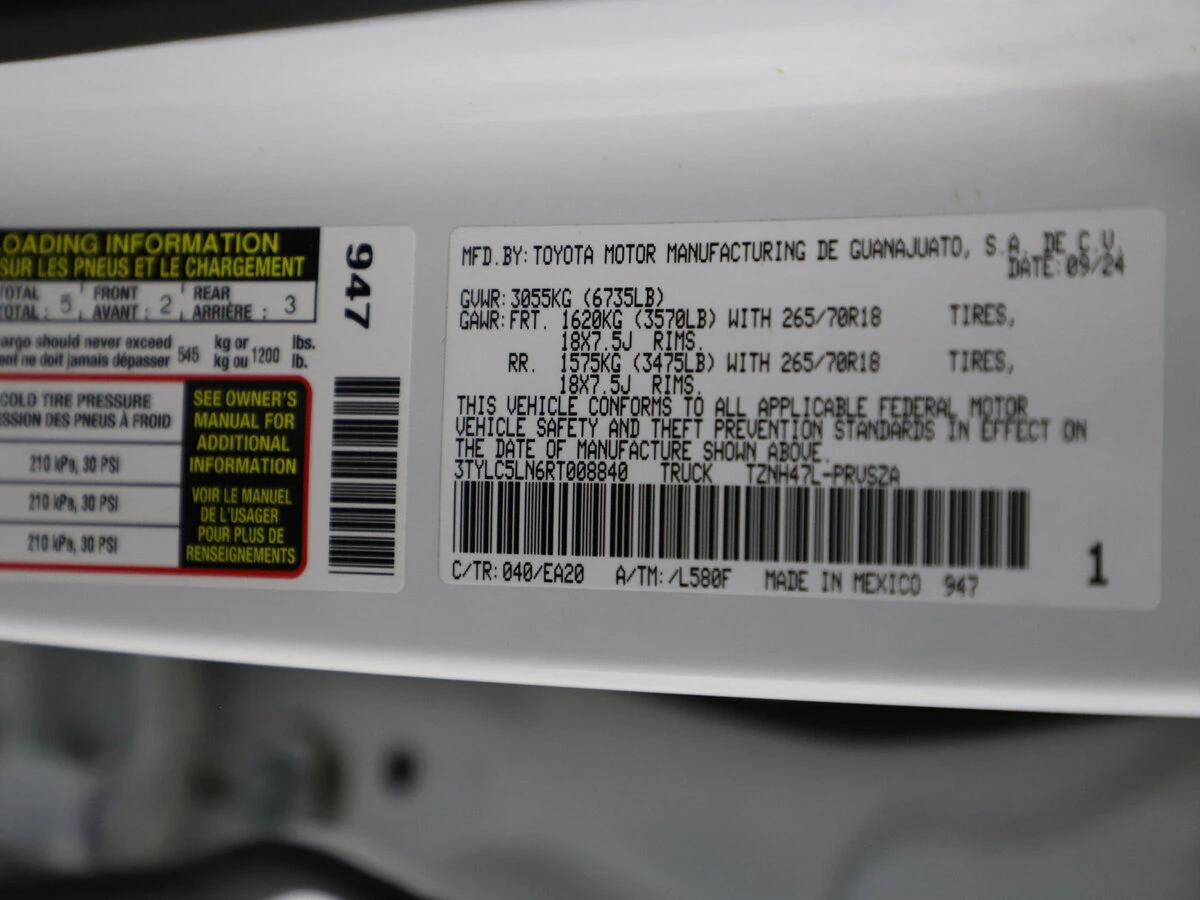 OADING INFORMATION
SUR LES PNEUS ET LE CHARGEMENT
OTAL FRONT REAR
OTAL : 5 AVANT : 2 ARRIÈRE : 3
argo should never exceed 545 kg or 1200 lbs.
ent ne doit jamais dépasser kg ou lb.
COLD TIRE PRESSURE
SSION DES PNEUS À FROID
210 kPa, 30 PSI
210 kPa, 30 PSI
210 kPa, 30 PSI
SEE OWNER'S
MANUAL FOR
ADDITIONAL
INFORMATION
VOIR LE MANUEL
DE L'USAGER
POUR PLUS DE
RENSEIGNEMENTS
947
MFD.BY:TOYOTA MOTOR MANUFACTURING DE GUANAJUATO, S.A. DE C.V.
DATE:09/24
GVWR:3055KG (6735LB)
GAWR:FRT. 1620KG (3570LB) WITH 265/70R18 TIRES,
18X7.5J RIMS.
RR. 1575KG (3475LB) WITH 265/70R18 TIRES,
18X7.5J RIMS.
THIS VEHICLE CONFORMS TO ALL APPLICABLE FEDERAL MOTOR
VEHICLE SAFETY AND THEFT PREVENTION STANDARDS IN EFFECT ON
THE DATE OF MANUFACTURE SHOWN ABOVE.
3TYLC5LN6RT008840 TRUCK TZNH47L-PRVSZA
C/TR:040/EA20 A/TM:/L580F MADE IN MEXICO 947
1